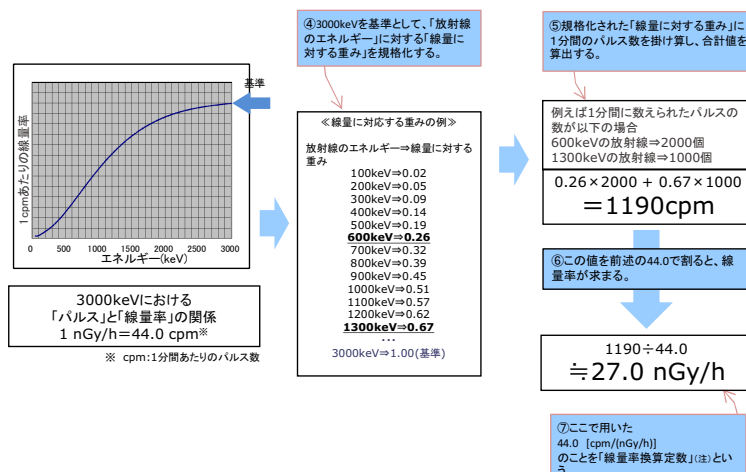 ④3000keVを基準として、「放射線
のエネルギー」に対する「線量に
対する重み」を規格化する。
⑤規格化された「線量に対する重み」に
1分間のパルス数を掛け算し、合計値を
算出する。
基準
1cpmあたりの線量率
0 500 1000 1500 2000 2500 3000
エネルギー(keV)
3000keVにおける
「パルス」と「線量率」の関係
1 nGy/h＝44.0 cpm※
※ cpm:1分間あたりのパルス数
≪線量に対応する重みの例≫
放射線のエネルギー⇒線量に対する
重み
100keV⇒0.02
200keV⇒0.05
300keV⇒0.09
400keV⇒0.14
500keV⇒0.19
600keV⇒0.26
700keV⇒0.32
800keV⇒0.39
900keV⇒0.45
1000keV⇒0.51
1100keV⇒0.57
1200keV⇒0.62
1300keV⇒0.67
…
3000keV⇒1.00(基準)
例えば1分間に数えられたパルスの
数が以下の場合
600keVの放射線⇒2000個
1300keVの放射線⇒1000個
0.26×2000 + 0.67×1000
＝1190cpm
⑥この値を前述の44.0で割ると、線
量率が求まる。
1190÷44.0
≒27.0 nGy/h
⑦ここで用いた
44.0 [cpm/(nGy/h)]
のことを「線量率換算定数」(注)とい
う